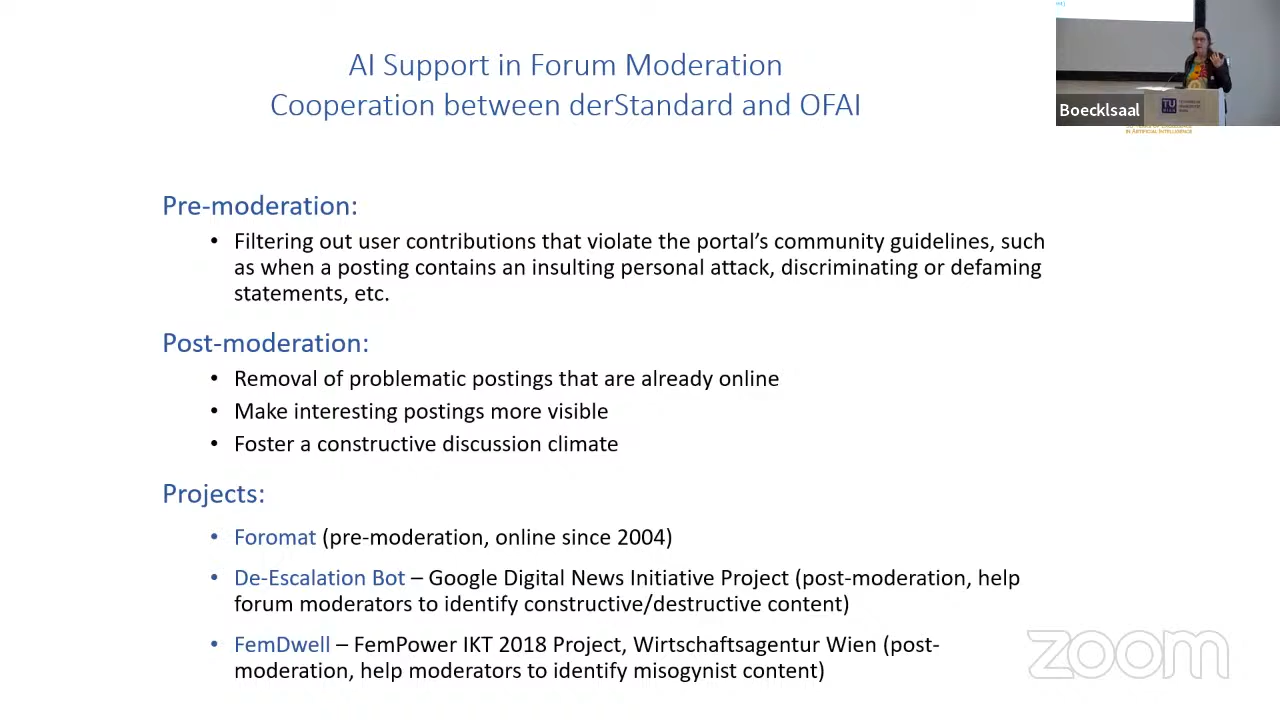 AI Support in Forum Moderation
Cooperation between derStandard and OFAI
Boecklsaal
TU
Pre-moderation:
• Filtering out user contributions that violate the portal’s community guidelines, such
as when a posting contains an insulting personal attack, discriminating or defaming
statements, etc.
Post-moderation:
• Removal of problematic postings that are already online
• Make interesting postings more visible
• Foster a constructive discussion climate
Projects:
• Foromat (pre-moderation, online since 2004)
• De-Escalation Bot – Google Digital News Initiative Project (post-moderation, help
forum moderators to identify constructive/destructive content)
• FemDwell – FemPower IKT 2018 Project, Wirtschaftsagentur Wien (post-
moderation, help moderators to identify misogynist content)
zoom